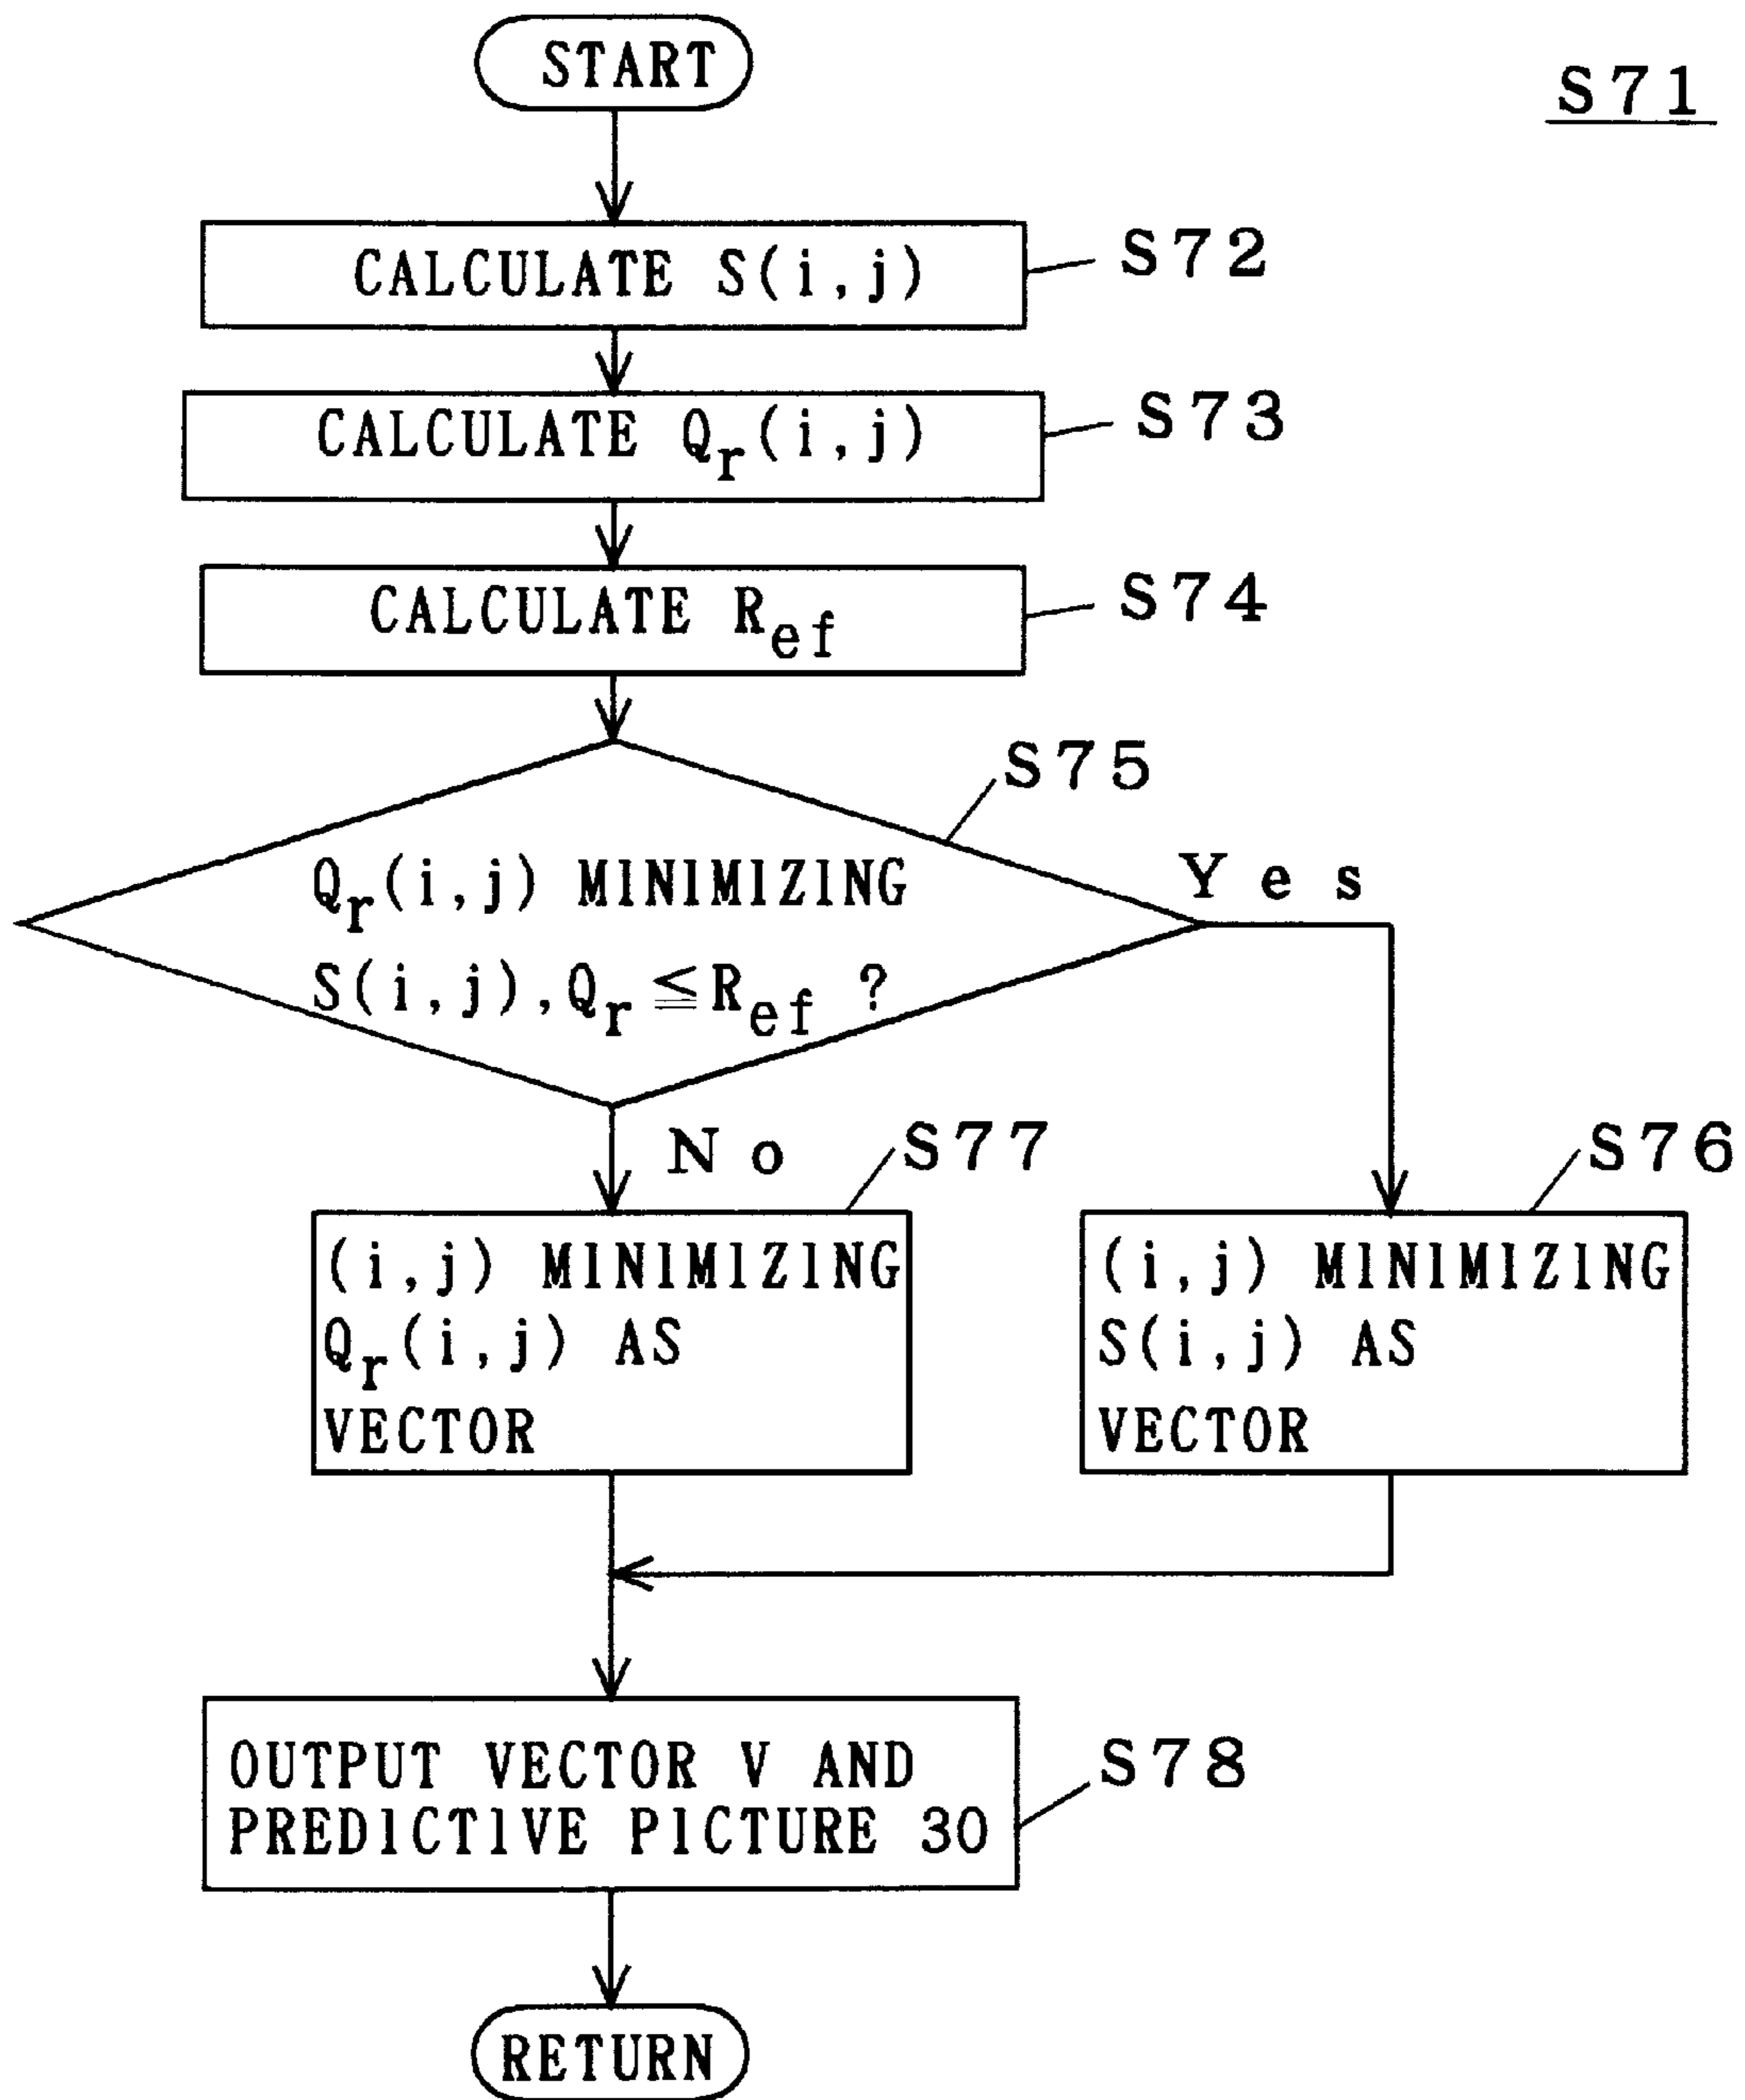 START
S71
CALCULATE S(i,j)
S72
CALCULATE Qr(i,j)
S73
CALCULATE Ref
S74
S75
Qr(i,j) MINIMIZING
S(i,j),Qr≦Ref ?
Yes
No
S77
S76
(i,j) MINIMIZING
Qr(i,j) AS
VECTOR
(i,j) MINIMIZING
S(i,j) AS
VECTOR
OUTPUT VECTOR V AND
PREDICTIVE PICTURE 30
S78
RETURN